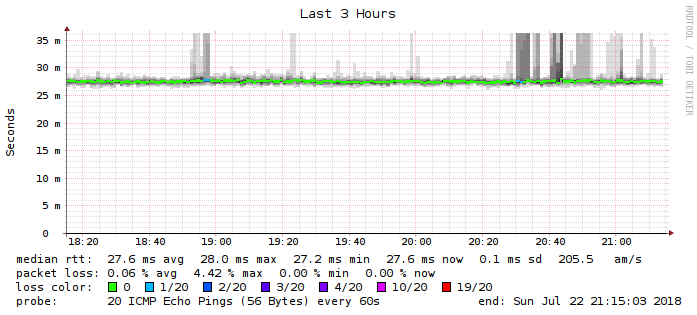 Last 3 Hours
RRDTOOL / TOBI OETIKER
Seconds
35 m
30 m
25 m
20 m
15 m
10 m
5 m
0
18:20 18:40 19:00 19:20 19:40 20:00 20:20 20:40 21:00
median rtt: 27.6 ms avg 28.0 ms max 27.2 ms min 27.6 ms now 0.1 ms sd 205.5 am/s
packet loss: 0.06 % avg 4.42 % max 0.00 % min 0.00 % now
loss color: 0 1/20 2/20 3/20 4/20 10/20 19/20
probe: 20 ICMP Echo Pings (56 Bytes) every 60s end: Sun Jul 22 21:15:03 2018